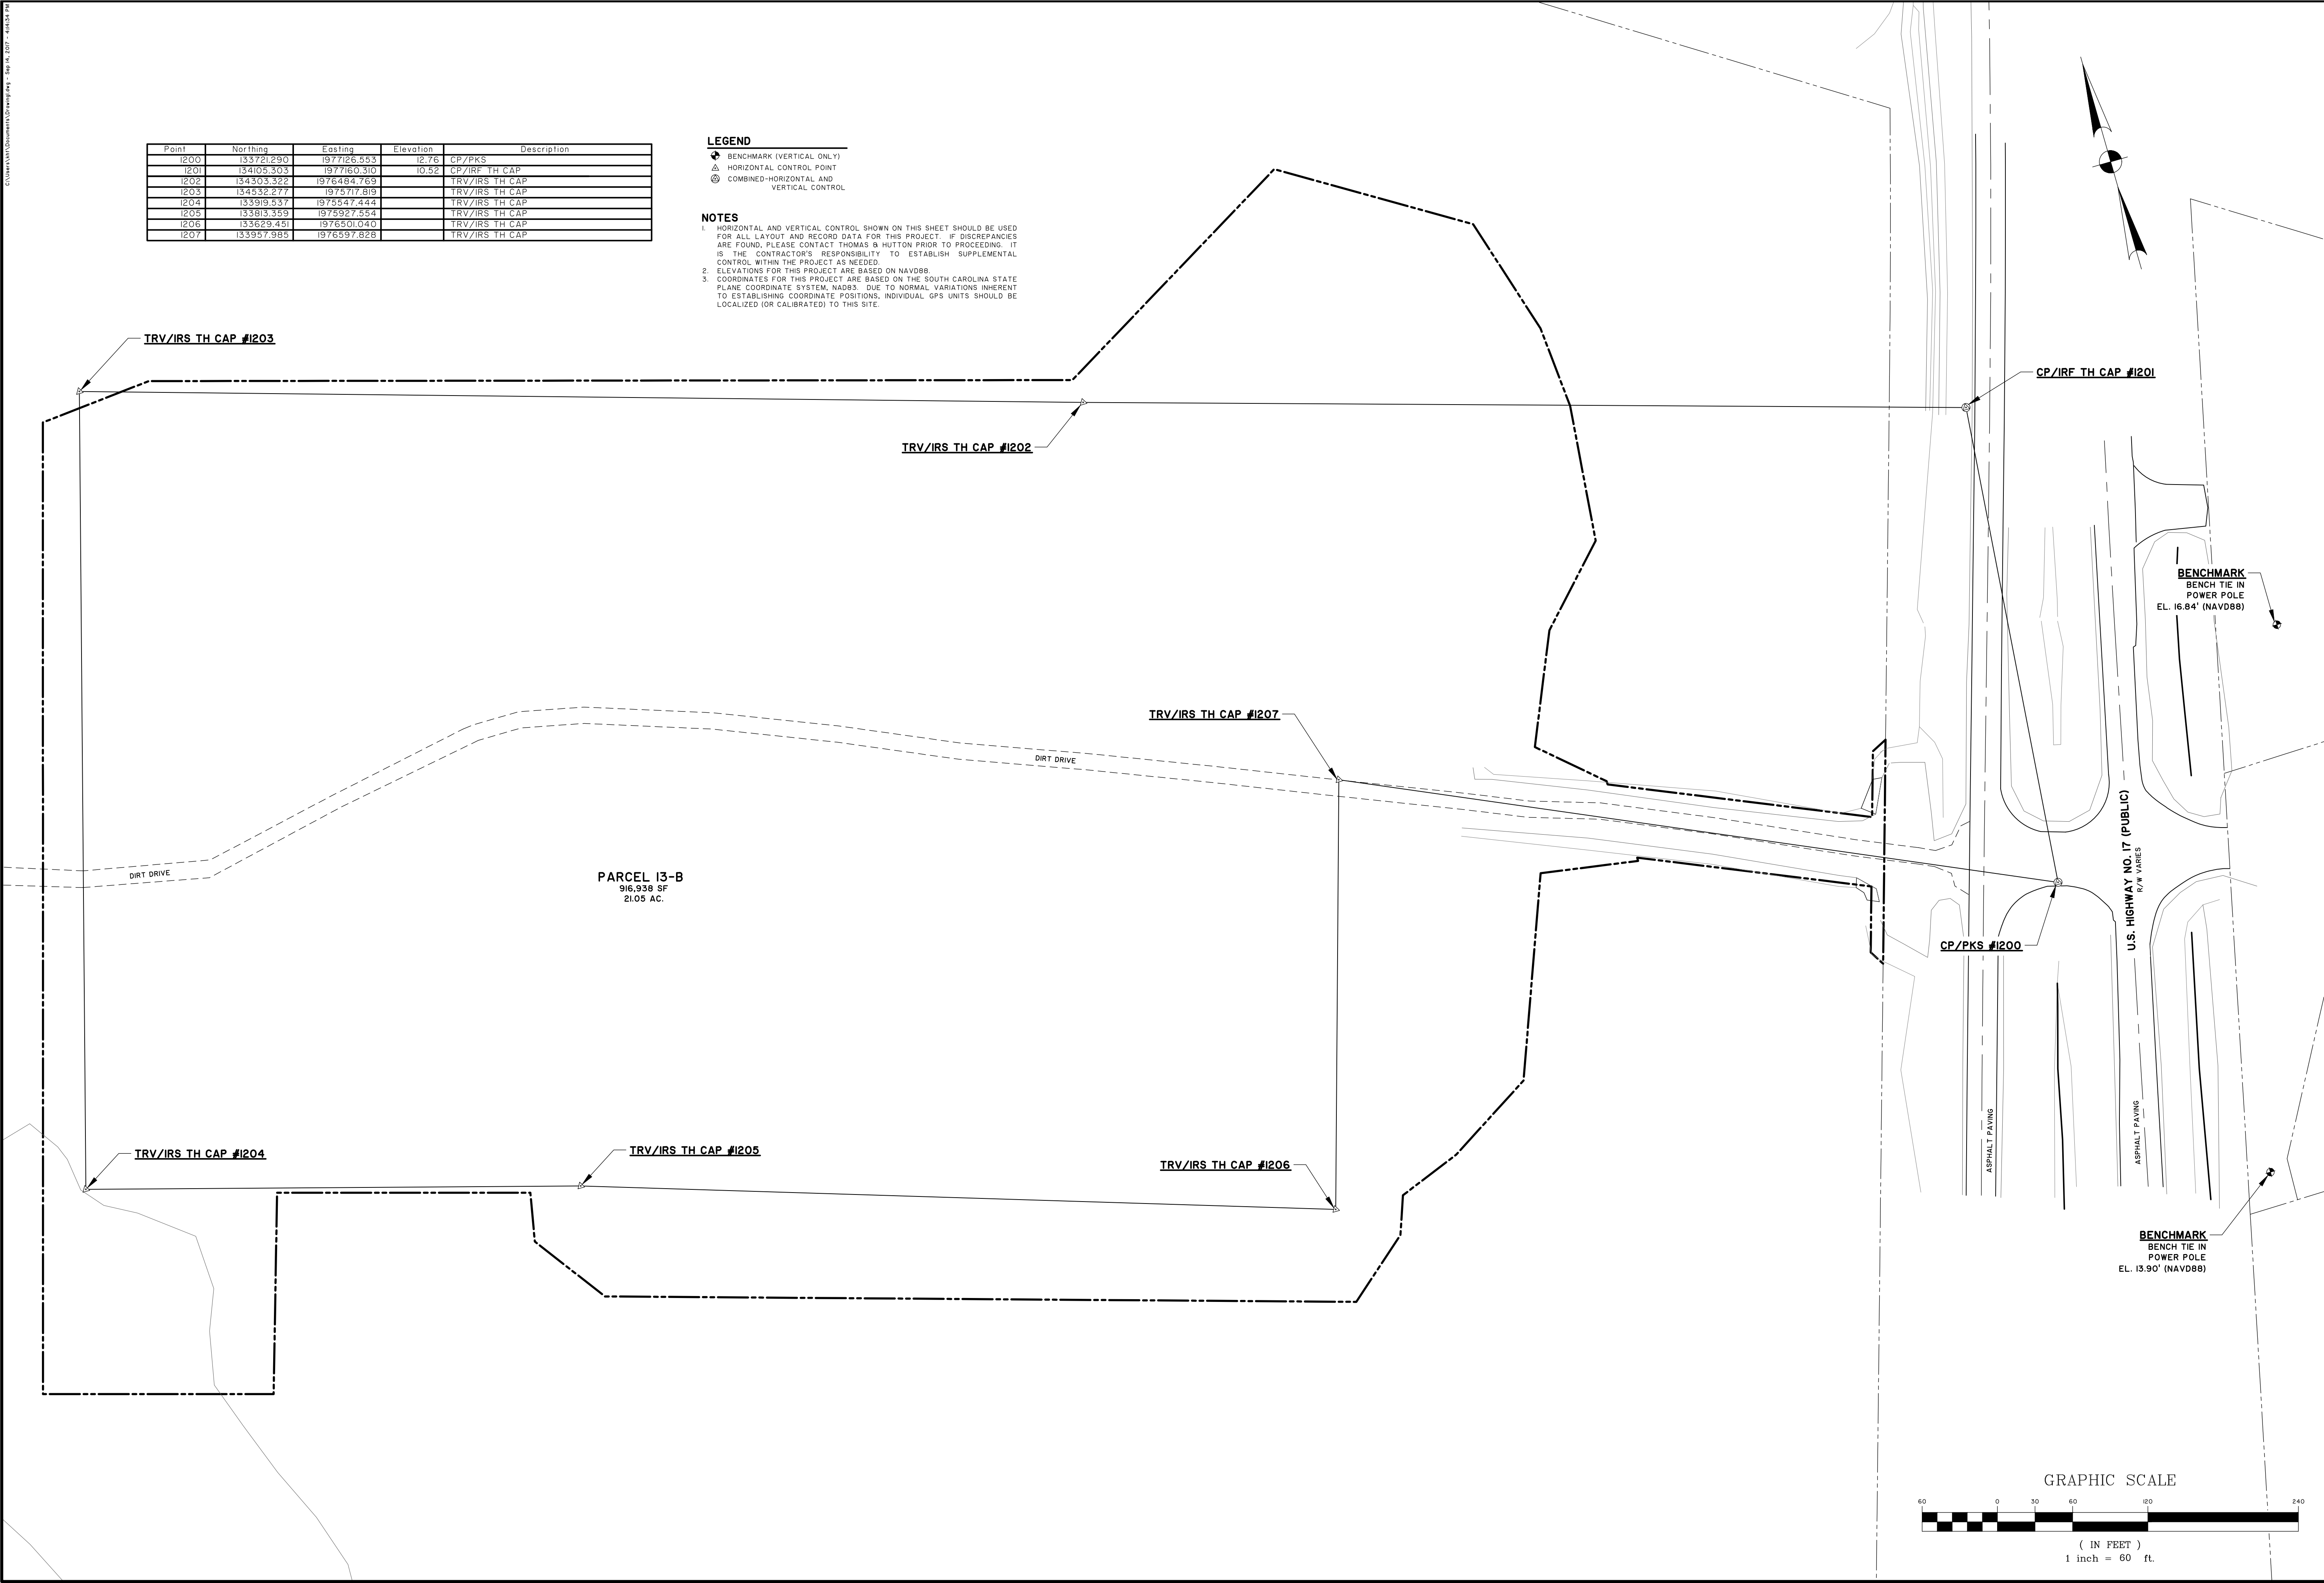 C:\Users\kht\Documents\Drawing1.dwg - Sep 14, 2017 - 4:14:34 PM
Point Northing Easting Elevation Description
1200 133721.290 1977126.553 12.76 CP/PKS
1201 134105.303 1977160.310 10.52 CP/IRF TH CAP
1202 134303.322 1976484.769 TRV/IRS TH CAP
1203 134532.277 1975717.819 TRV/IRS TH CAP
1204 133919.537 1975547.444 TRV/IRS TH CAP
1205 133813.359 1975927.554 TRV/IRS TH CAP
1206 133629.451 1976501.040 TRV/IRS TH CAP
1207 133957.985 1976597.828 TRV/IRS TH CAP
LEGEND
BENCHMARK (VERTICAL ONLY)
HORIZONTAL CONTROL POINT
COMBINED-HORIZONTAL AND
VERTICAL CONTROL
NOTES
1. HORIZONTAL AND VERTICAL CONTROL SHOWN ON THIS SHEET SHOULD BE USED
FOR ALL LAYOUT AND RECORD DATA FOR THIS PROJECT. IF DISCREPANCIES
ARE FOUND, PLEASE CONTACT THOMAS & HUTTON PRIOR TO PROCEEDING. IT
IS THE CONTRACTOR'S RESPONSIBILITY TO ESTABLISH SUPPLEMENTAL
CONTROL WITHIN THE PROJECT AS NEEDED.
2. ELEVATIONS FOR THIS PROJECT ARE BASED ON NAVD88.
3. COORDINATES FOR THIS PROJECT ARE BASED ON THE SOUTH CAROLINA STATE
PLANE COORDINATE SYSTEM, NAD83. DUE TO NORMAL VARIATIONS INHERENT
TO ESTABLISHING COORDINATE POSITIONS, INDIVIDUAL GPS UNITS SHOULD BE
LOCALIZED (OR CALIBRATED) TO THIS SITE.
TRV/IRS TH CAP #1203
CP/IRF TH CAP #1201
TRV/IRS TH CAP #1202
BENCHMARK
BENCH TIE IN
POWER POLE
EL. 16.84' (NAVD88)
TRV/IRS TH CAP #1207
DIRT DRIVE
DIRT DRIVE
PARCEL 13-B
916,938 SF
21.05 AC.
U.S. HIGHWAY NO. 17 (PUBLIC)
R/W VARIES
CP/PKS #1200
ASPHALT PAVING
ASPHALT PAVING
TRV/IRS TH CAP #1204
TRV/IRS TH CAP #1205
TRV/IRS TH CAP #1206
BENCHMARK
BENCH TIE IN
POWER POLE
EL. 13.90' (NAVD88)
GRAPHIC SCALE
60 0 30 60 120 240
( IN FEET )
1 inch = 60 ft.